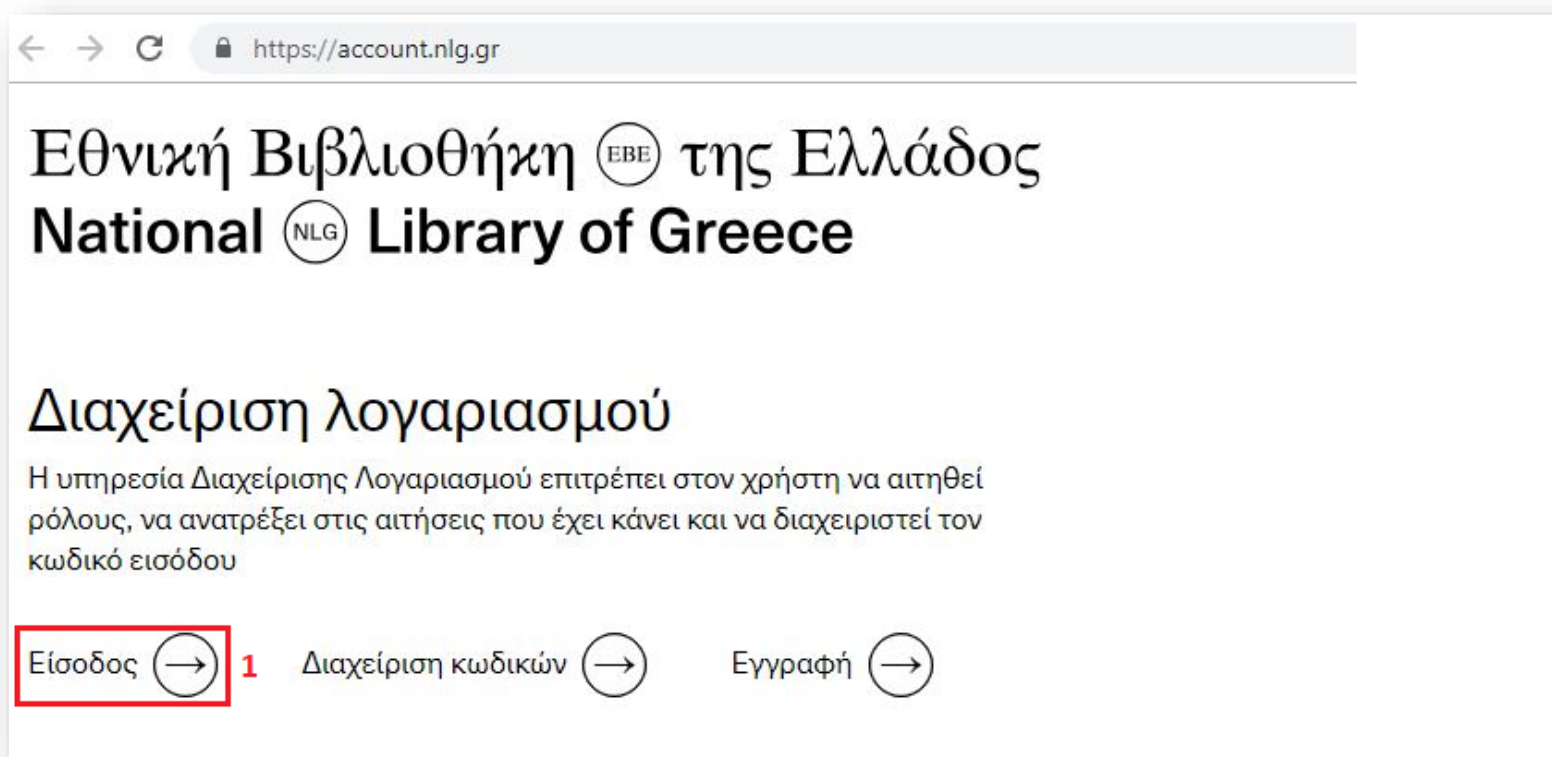 https://account.nlg.gr
Εθνική Βιβλιοθήκη ΕΒΕ της Ελλάδος
National NLG Library of Greece
Διαχείριση λογαριασμού
Η υπηρεσία Διαχείρισης Λογαριασμού επιτρέπει στον χρήστη να αιτηθεί
ρόλους, να ανατρέξει στις αιτήσεις που έχει κάνει και να διαχειριστεί τον
κωδικό εισόδου
Είσοδος 1 Διαχείριση κωδικών Εγγραφή